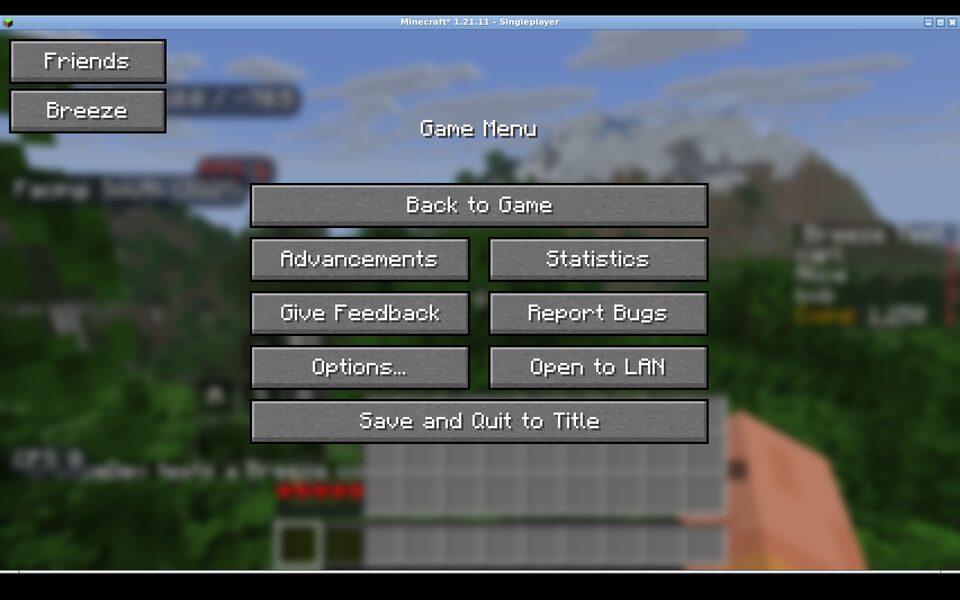 Minecraft* 1.21.11 - Singleplayer
Friends
Breeze
Game Menu
Back to Game
Advancements
Statistics
Give Feedback
Report Bugs
Options...
Open to LAN
Save and Quit to Title